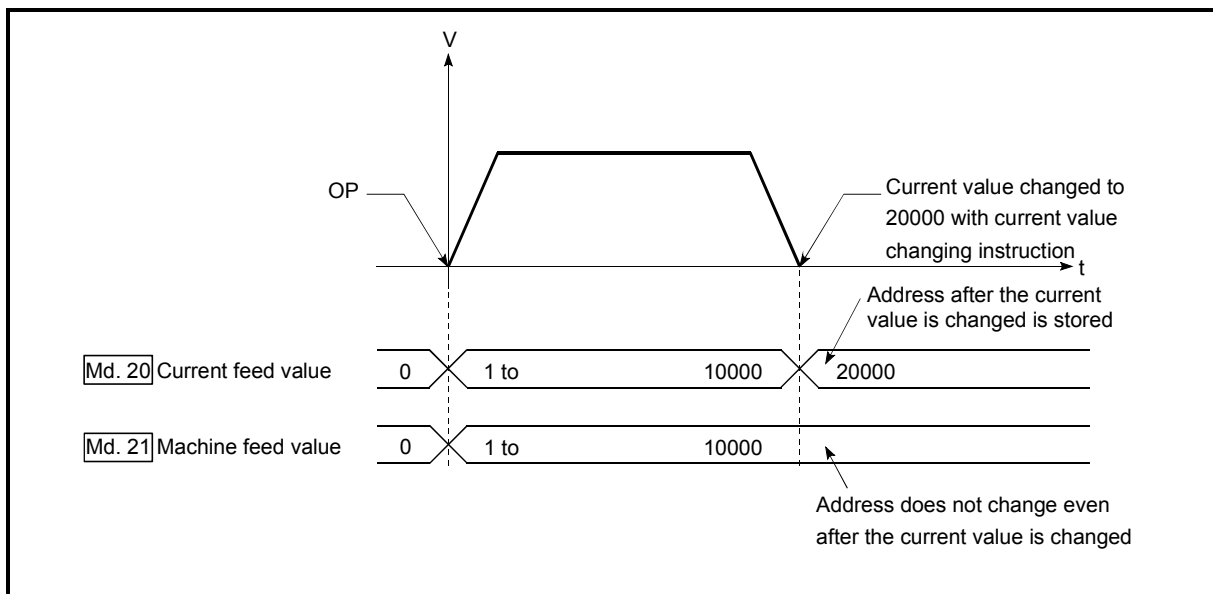 V
OP
Current value changed to
20000 with current value
changing instruction
t
Address after the current
value is changed is stored
Md. 20 Current feed value 0 1 to 10000 20000
Md. 21 Machine feed value 0 1 to 10000
Address does not change even
after the current value is changed